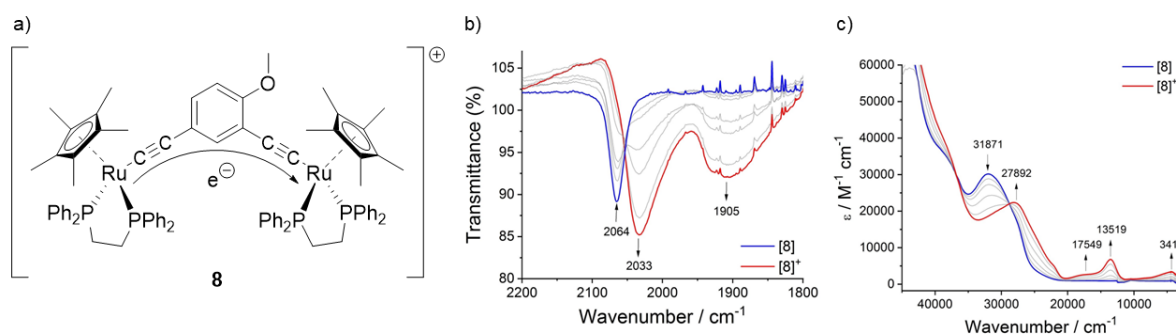 a)
O
Ru
Ru
e⊖
Ph2P
PPh2
Ph2P
PPh2
⊕
8
b)
Transmittance (%)
105
100
95
90
85
80
2064
2033
1905
[8]
[8]+
2200
2100
2000
1900
1800
Wavenumber / cm-1
c)
ε / M-1 cm-1
60000
50000
40000
30000
20000
10000
0
31871
27892
17549
13519
341
[8]
[8]+
40000
30000
20000
10000
Wavenumber / cm-1